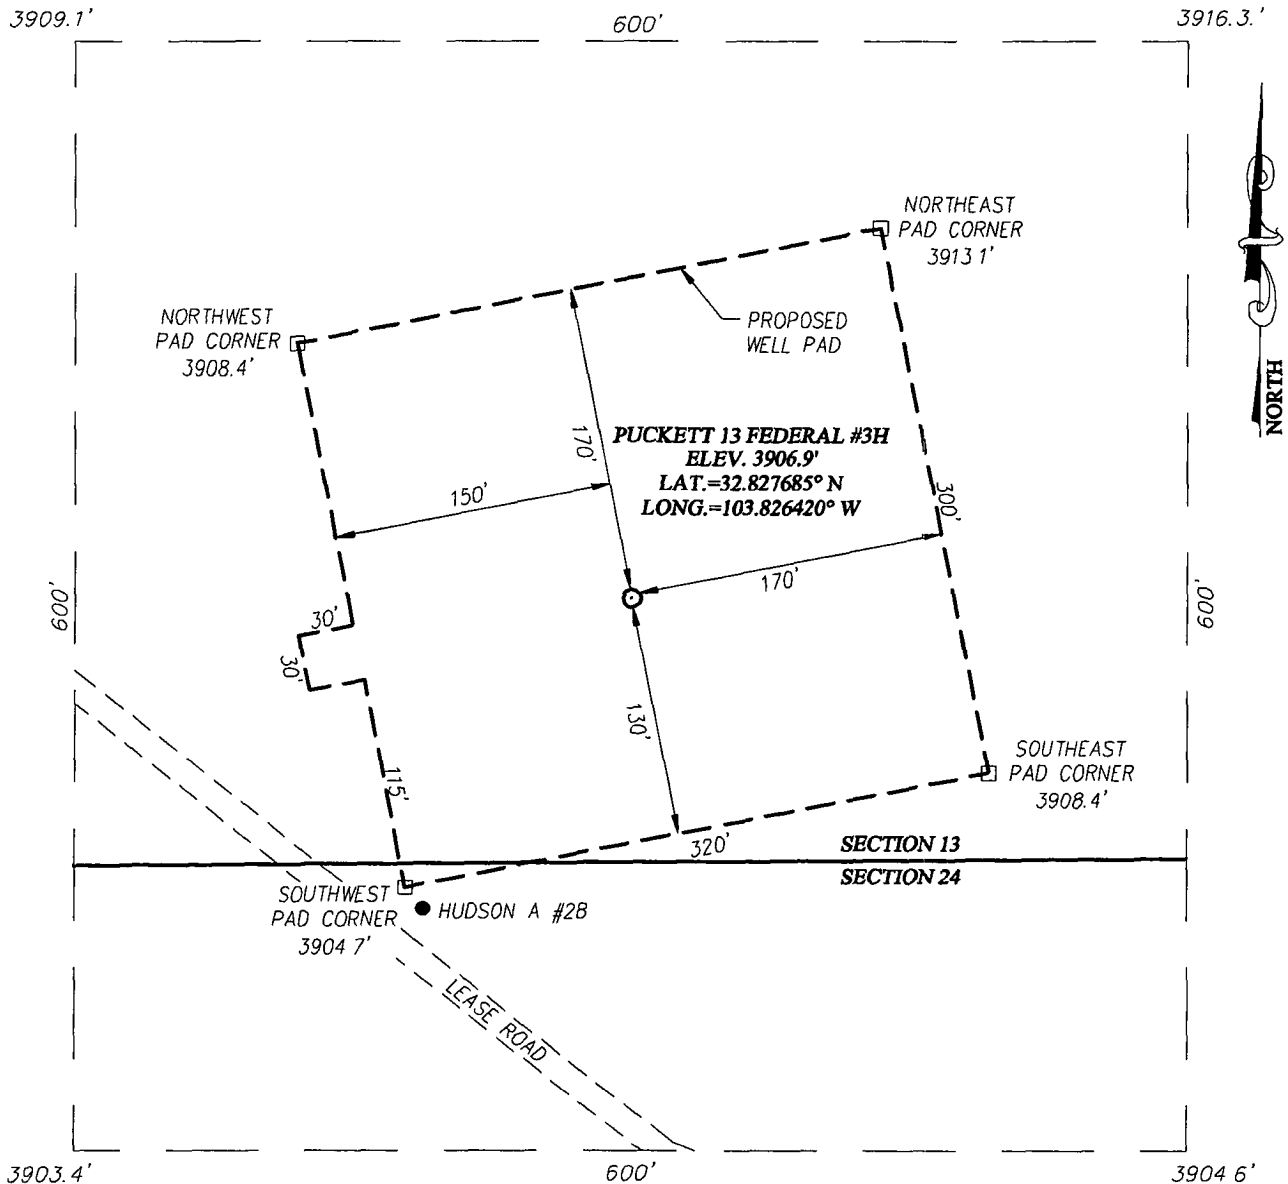 3909.1'
600'
3916.3.'
NORTHEAST
PAD CORNER
3913 1'
NORTHWEST
PAD CORNER
3908.4'
PROPOSED
WELL PAD
NORTH
170'
PUCKETT 13 FEDERAL #3H
ELEV. 3906.9'
LAT.=32.827685° N
LONG.=103.826420° W
150'
300'
170'
600'
600'
30'
30'
130'
115'
SOUTHEAST
PAD CORNER
3908.4'
320'
SECTION 13
SECTION 24
SOUTHWEST
PAD CORNER
3904 7'
HUDSON A #28
LEASE ROAD
3903.4'
600'
3904 6'